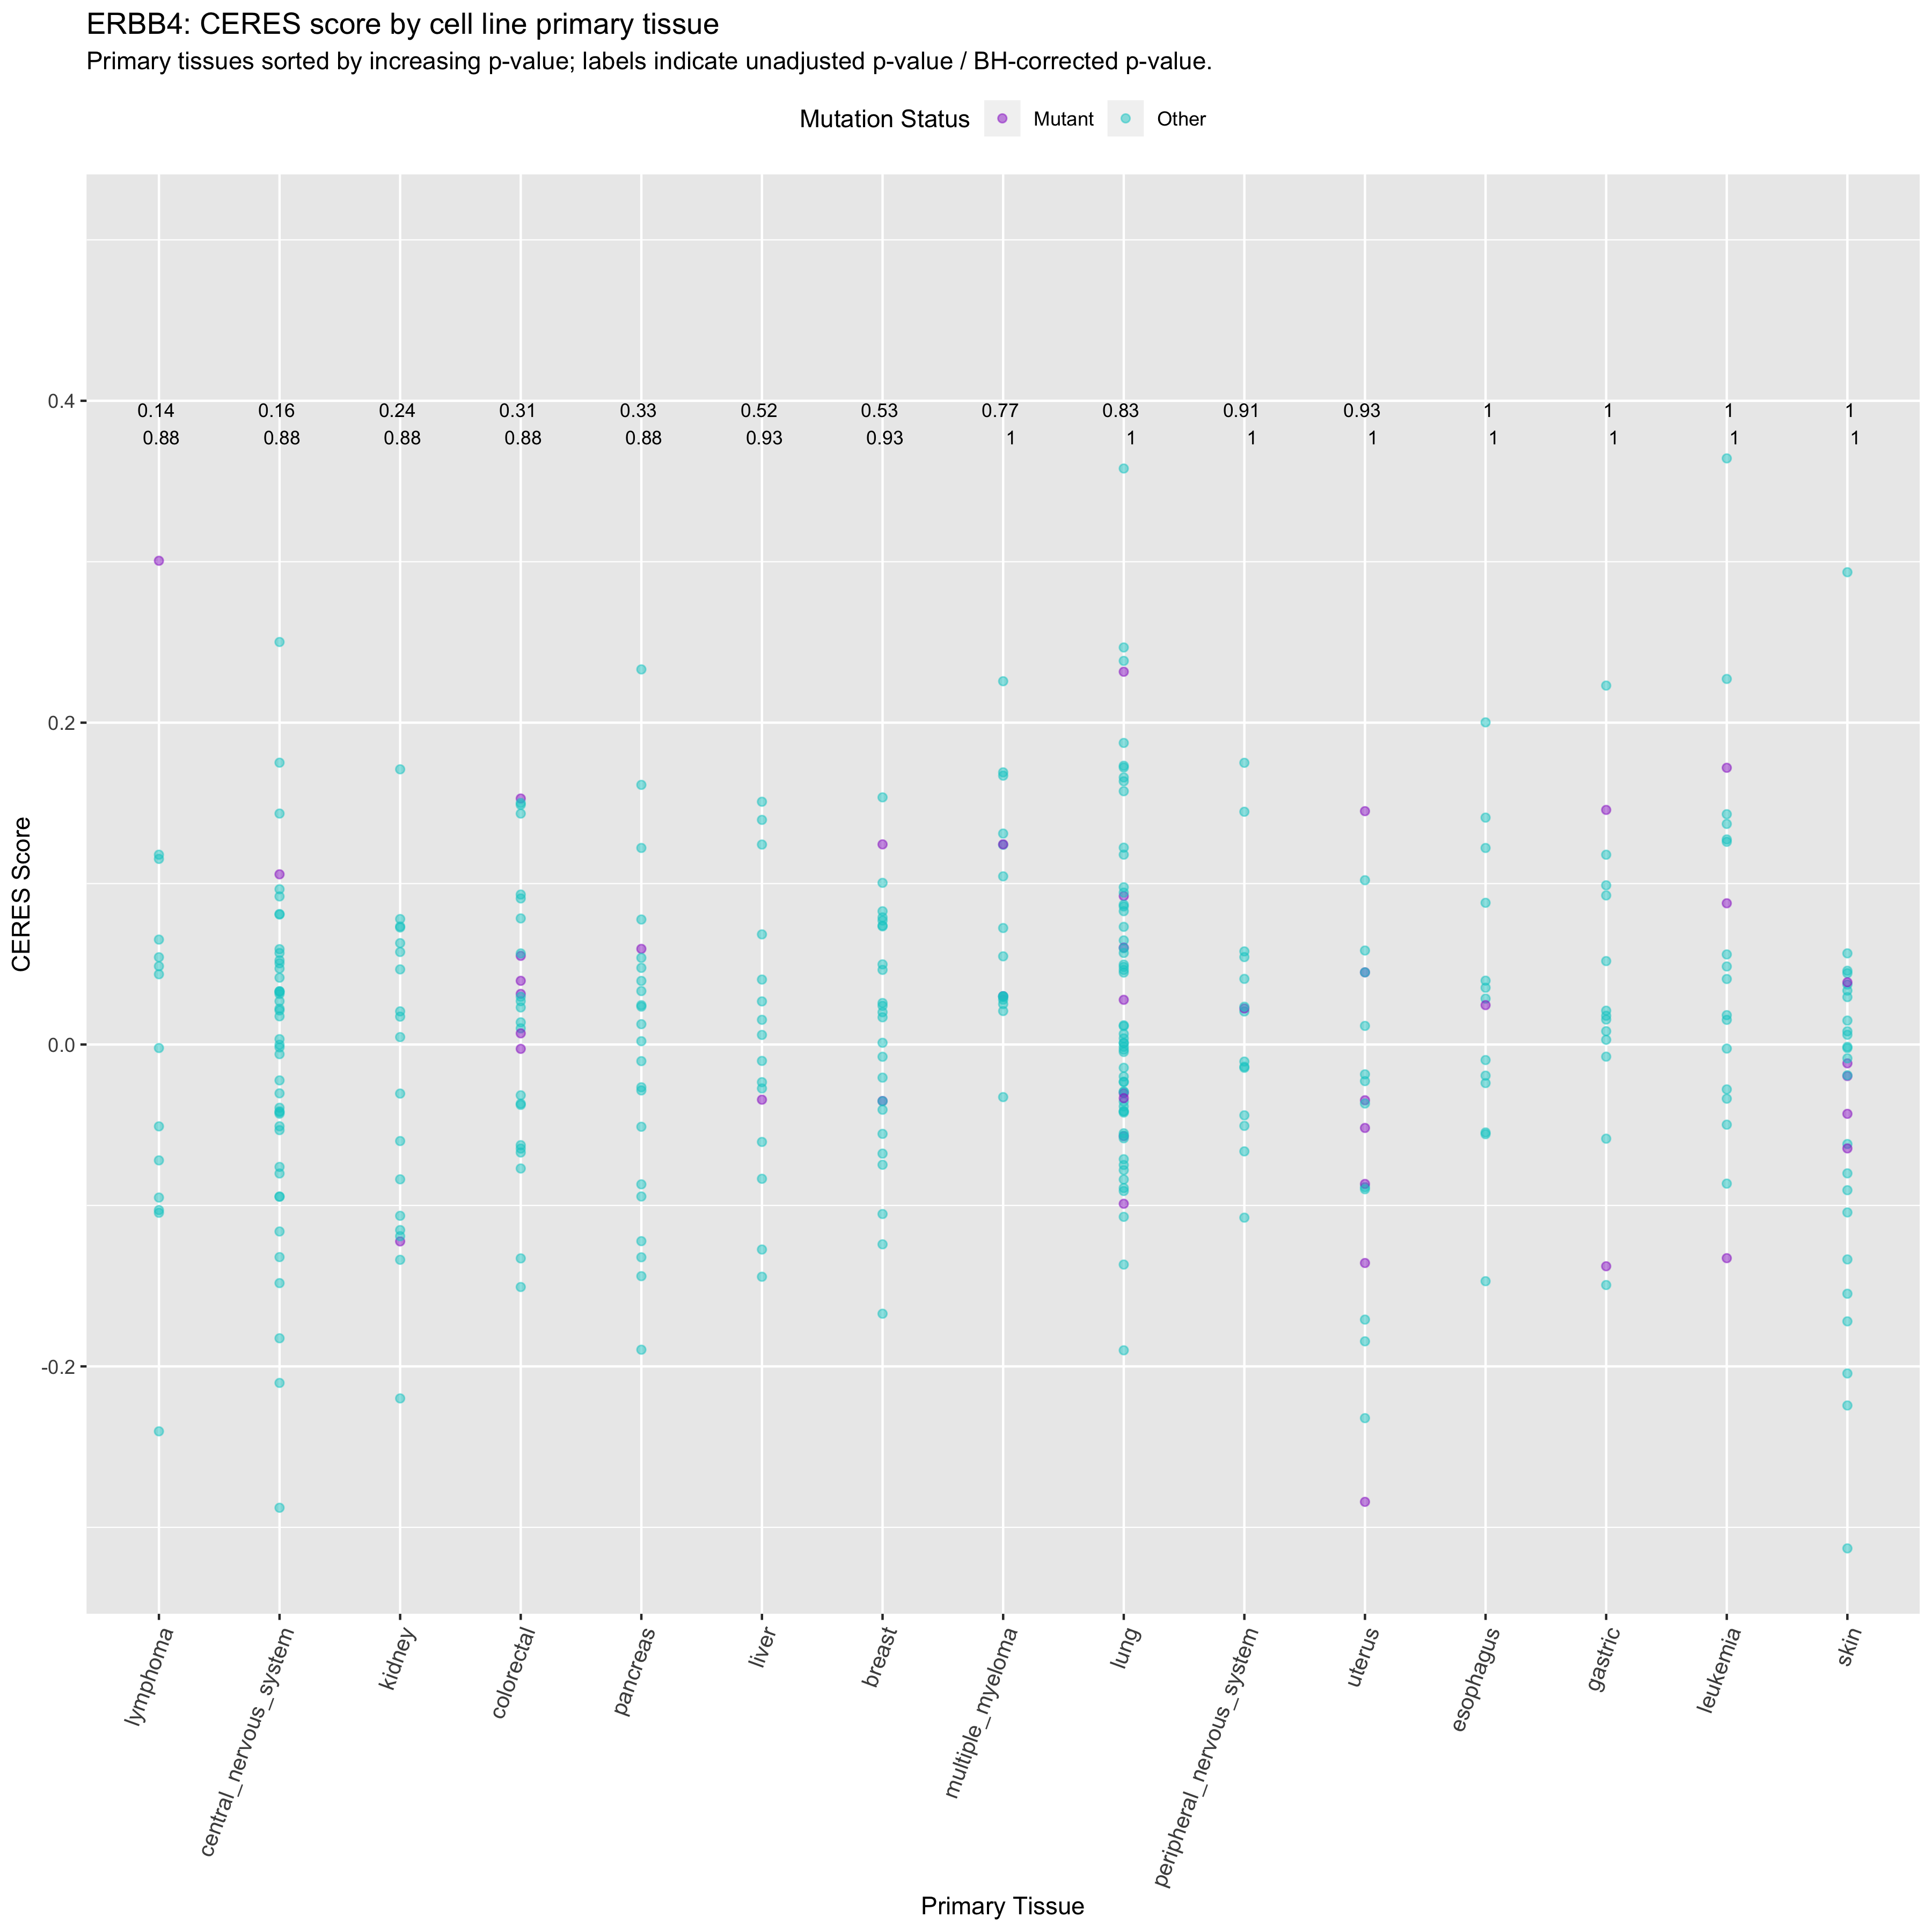 ERBB4: CERES score by cell line primary tissue
Primary tissues sorted by increasing p-value; labels indicate unadjusted p-value / BH-corrected p-value.
Mutation Status Mutant Other
0.4
0.14 0.16 0.24 0.31 0.33 0.52 0.53 0.77 0.83 0.91 0.93 1 1 1 1
0.88 0.88 0.88 0.88 0.88 0.93 0.93 1 1 1 1 1 1 1 1
0.2
CERES Score
0.0
-0.2
lymphoma
central_nervous_system
kidney
colorectal
pancreas
liver
breast
multiple_myeloma
lung
peripheral_nervous_system
uterus
esophagus
gastric
leukemia
skin
Primary Tissue